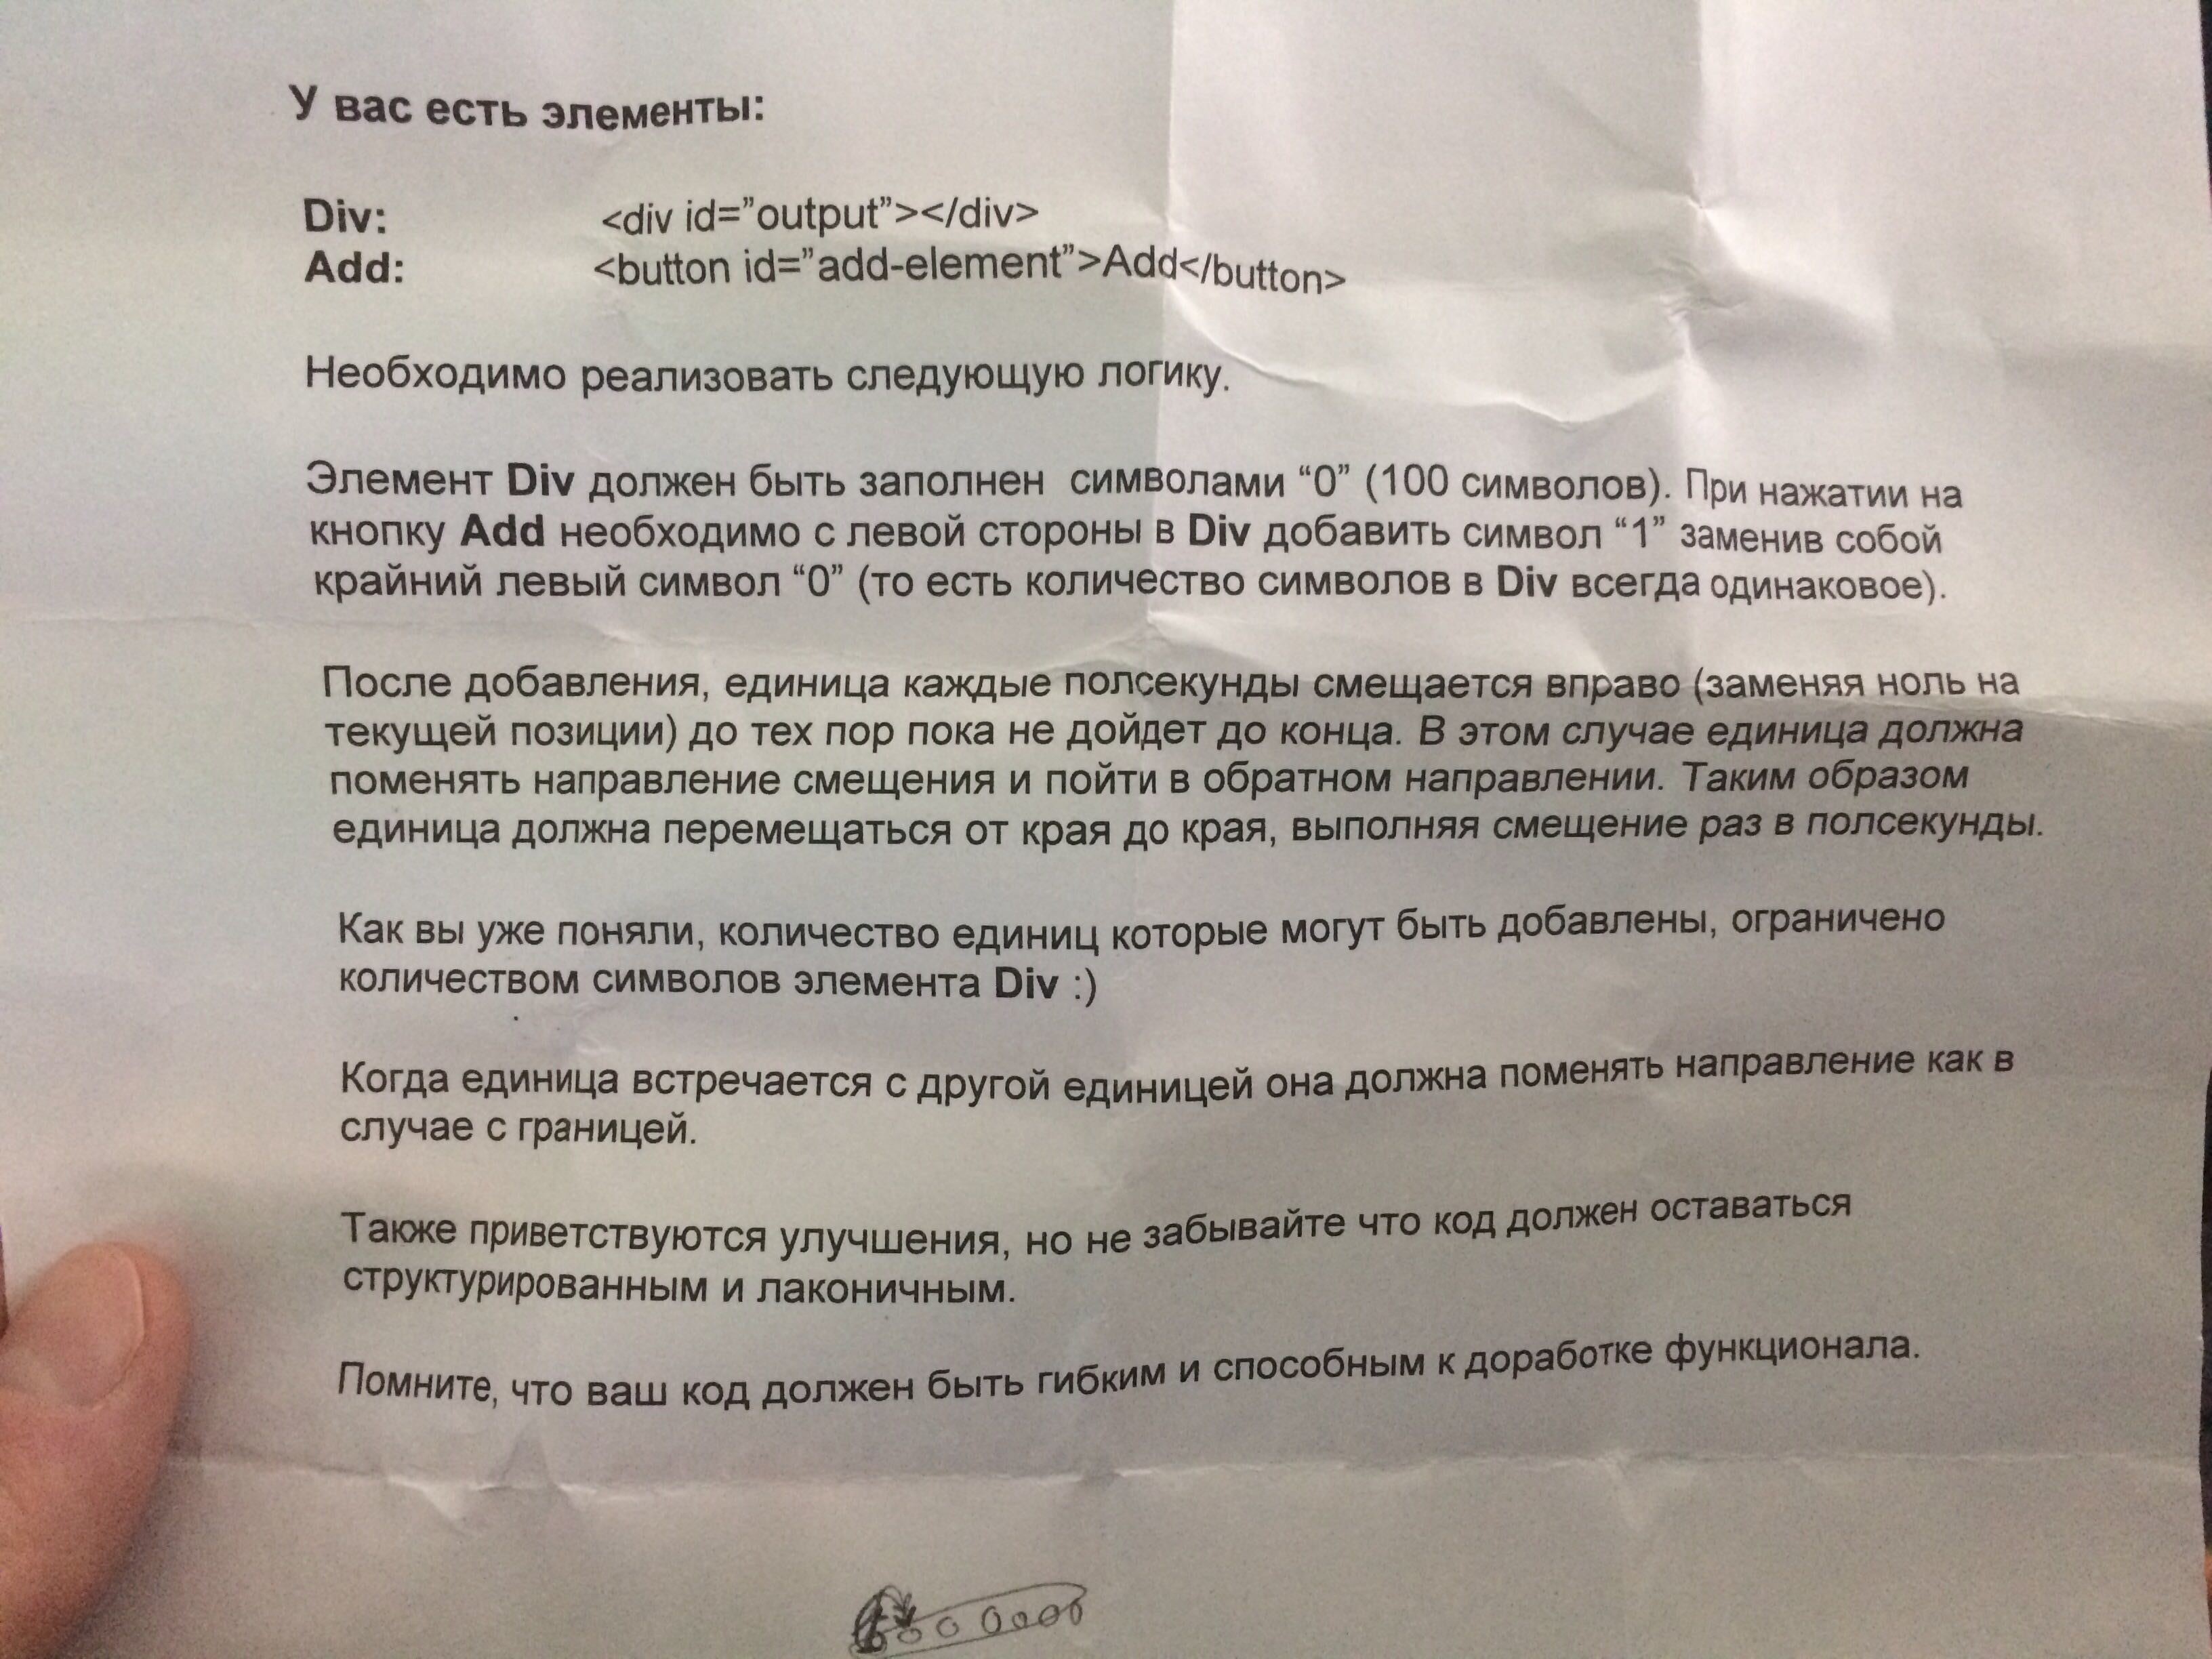 У вас есть элементы:
Div: <div id=”output”></div>
Add: <button id=”add-element”>Add</button>
Необходимо реализовать следующую логику.
Элемент Div должен быть заполнен символами “0” (100 символов). При нажатии на
кнопку Add необходимо с левой стороны в Div добавить символ “1” заменив собой
крайний левый символ “0” (то есть количество символов в Div всегда одинаковое).
После добавления, единица каждые полсекунды смещается вправо (заменяя ноль на
текущей позиции) до тех пор пока не дойдет до конца. В этом случае единица должна
поменять направление смещения и пойти в обратном направлении. Таким образом
единица должна перемещаться от края до края, выполняя смещение раз в полсекунды.
Как вы уже поняли, количество единиц которые могут быть добавлены, ограничено
количеством символов элемента Div :)
Когда единица встречается с другой единицей она должна поменять направление как в
случае с границей.
Также приветствуются улучшения, но не забывайте что код должен оставаться
структурированным и лаконичным.
Помните, что ваш код должен быть гибким и способным к доработке функционала.